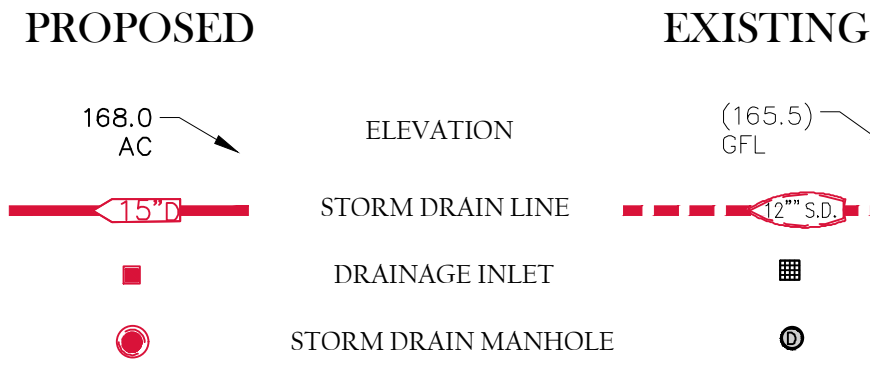 PROPOSED EXISTING
168.0 AC ELEVATION (165.5) GFL
15"D STORM DRAIN LINE 12"" S.D.
DRAINAGE INLET
STORM DRAIN MANHOLE D